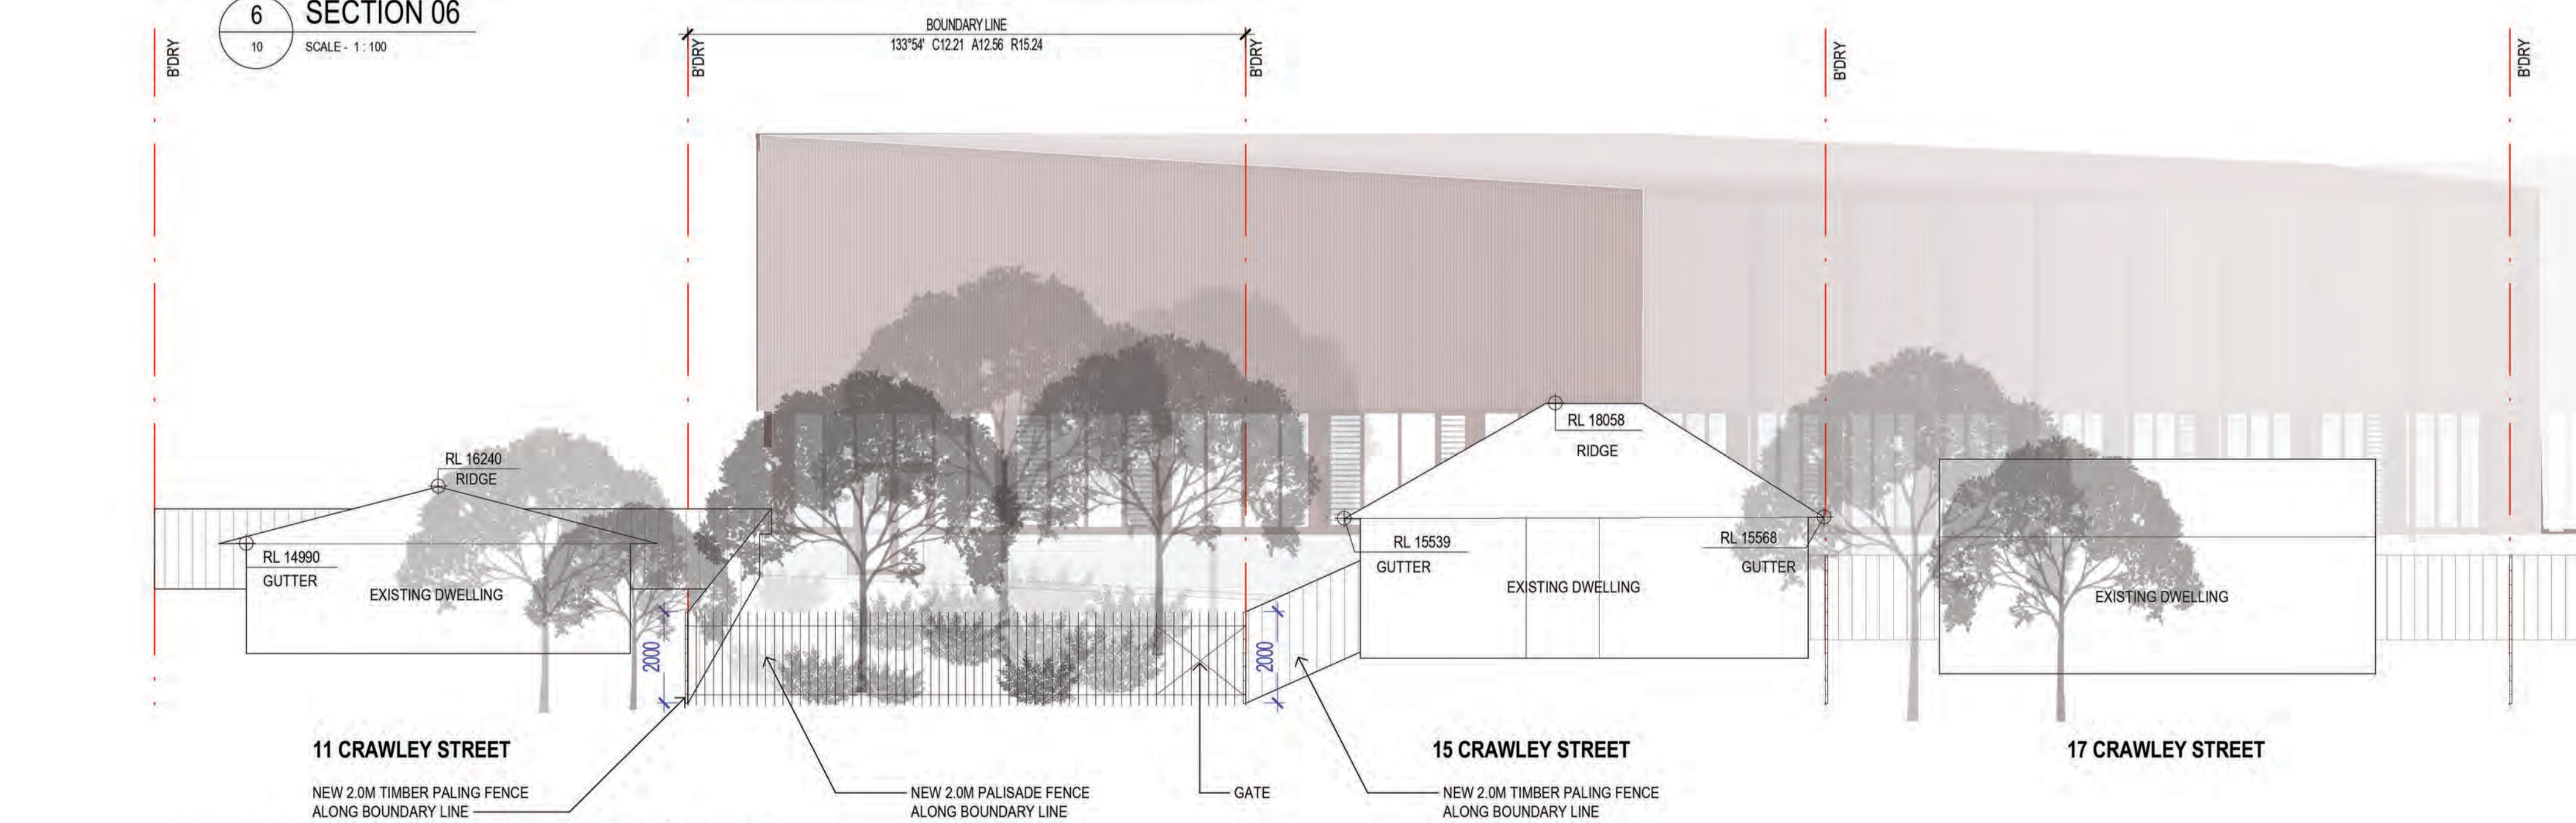 6
10
SECTION 06
SCALE - 1 : 100
BOUNDARY LINE
133°54' C12.21 A12.56 R15.24
B'DRY
B'DRY
B'DRY
B'DRY
B'DRY
RL 16240
RIDGE
RL 14990
GUTTER
EXISTING DWELLING
2000
2000
RL 18058
RIDGE
RL 15539
GUTTER
RL 15568
GUTTER
EXISTING DWELLING
EXISTING DWELLING
11 CRAWLEY STREET
15 CRAWLEY STREET
17 CRAWLEY STREET
NEW 2.0M TIMBER PALING FENCE
ALONG BOUNDARY LINE
NEW 2.0M PALISADE FENCE
ALONG BOUNDARY LINE
GATE
NEW 2.0M TIMBER PALING FENCE
ALONG BOUNDARY LINE